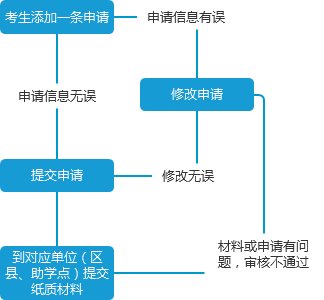 考生添加一条申请
申请信息有误
修改申请
申请信息无误
提交申请
修改无误
到对应单位（区
县、助学点）提交
纸质材料
材料或申请有问
题，审核不通过